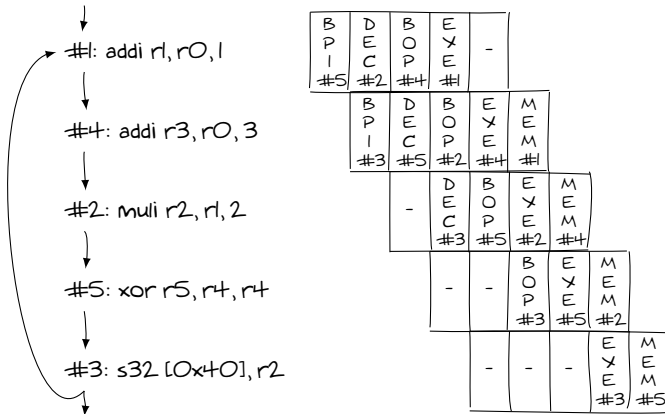 #1: addi r1, r0, 1
#4: addi r3, r0, 3
#2: muli r2, r1, 2
#5: xor r5, r4, r4
#3: s32 [0x40], r2
B D B E
P E O X -
I C P E
#5 #2 #4 #1
B D B E M
P E O X E
I C P E M
#3 #5 #2 #4 #1
D B E M
- E O X E
C P E M
#3 #5 #2 #4
B E M
- - O X E
P E M
#3 #5 #2
E M
- - - X E
E M
#3 #5